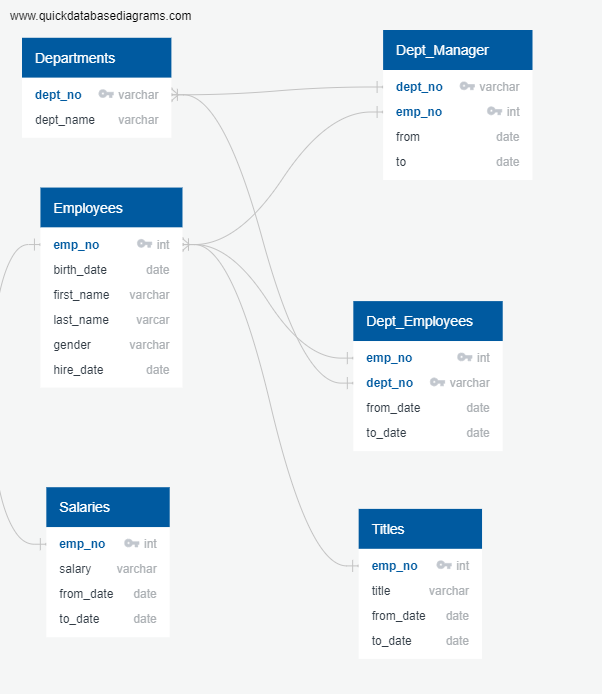 www.quickdatabasediagrams.com
Departments
dept_no varchar
dept_name varchar
Dept_Manager
dept_no varchar
emp_no int
from date
to date
Employees
emp_no int
birth_date date
first_name varchar
last_name varcar
gender varchar
hire_date date
Dept_Employees
emp_no int
dept_no varchar
from_date date
to_date date
Salaries
emp_no int
salary varchar
from_date date
to_date date
Titles
emp_no int
title varchar
from_date date
to_date date